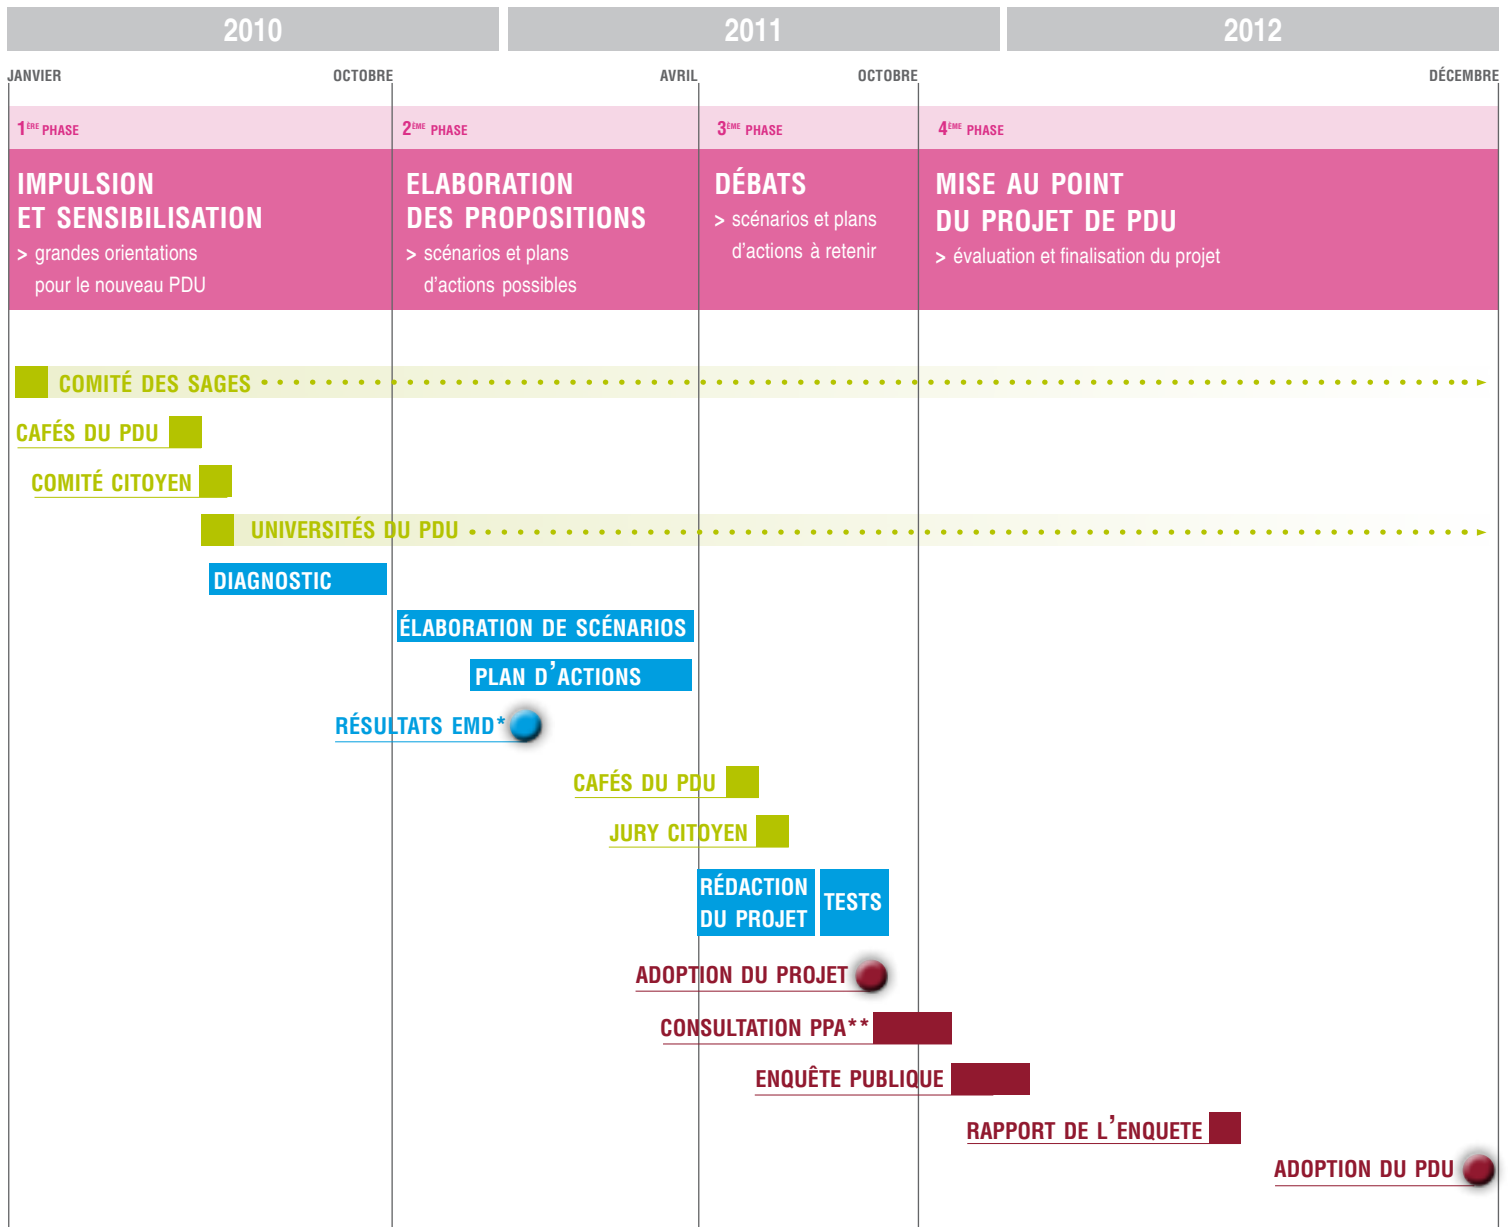 2010
2011
2012
JANVIER
OCTOBRE
AVRIL
OCTOBRE
DÉCEMBRE
1ÈRE PHASE
2ÈME PHASE
3ÈME PHASE
4ÈME PHASE
IMPULSION
ET SENSIBILISATION
> grandes orientations
pour le nouveau PDU
ELABORATION
DES PROPOSITIONS
> scénarios et plans
d'actions possibles
DÉBATS
> scénarios et plans
d'actions à retenir
MISE AU POINT
DU PROJET DE PDU
> évaluation et finalisation du projet
COMITÉ DES SAGES
CAFÉS DU PDU
COMITÉ CITOYEN
UNIVERSITÉS DU PDU
DIAGNOSTIC
ÉLABORATION DE SCÉNARIOS
PLAN D'ACTIONS
RÉSULTATS EMD*
CAFÉS DU PDU
JURY CITOYEN
RÉDACTION
DU PROJET
TESTS
ADOPTION DU PROJET
CONSULTATION PPA**
ENQUÊTE PUBLIQUE
RAPPORT DE L'ENQUETE
ADOPTION DU PDU